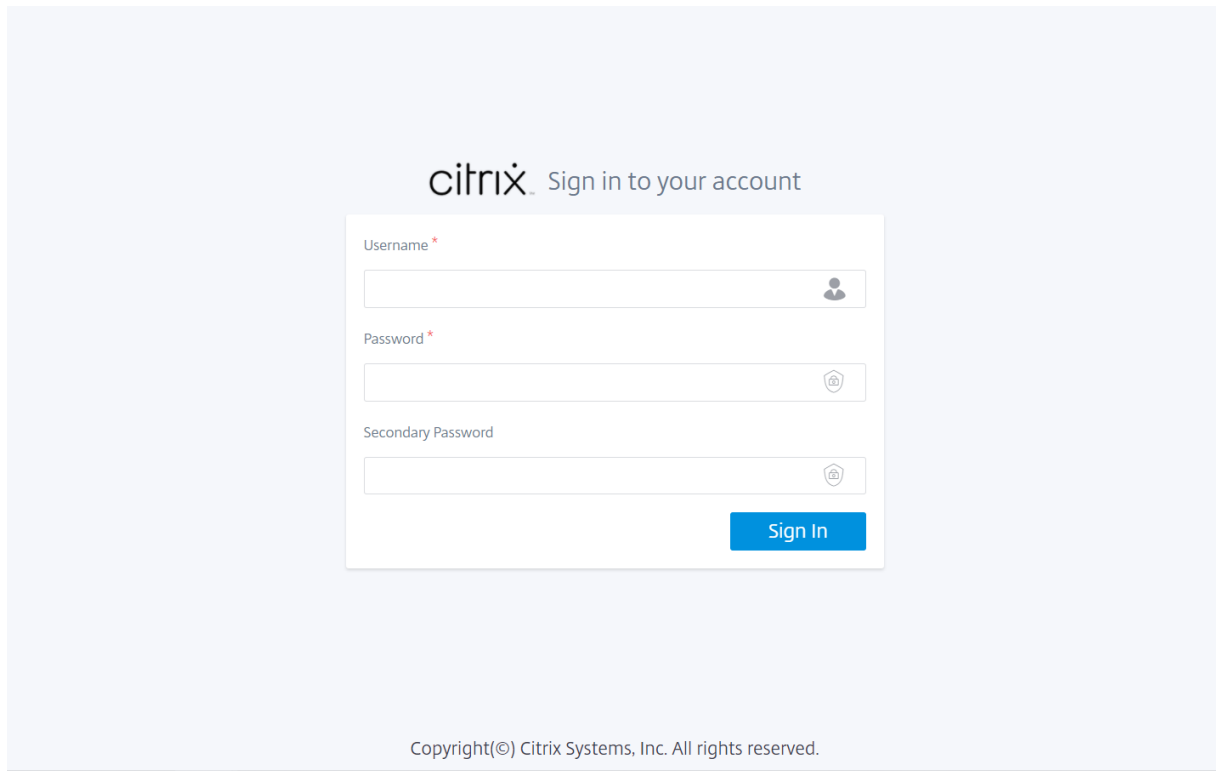 citrix Sign in to your account
Username *
Password *
Secondary Password
Sign In
Copyright(©) Citrix Systems, Inc. All rights reserved.